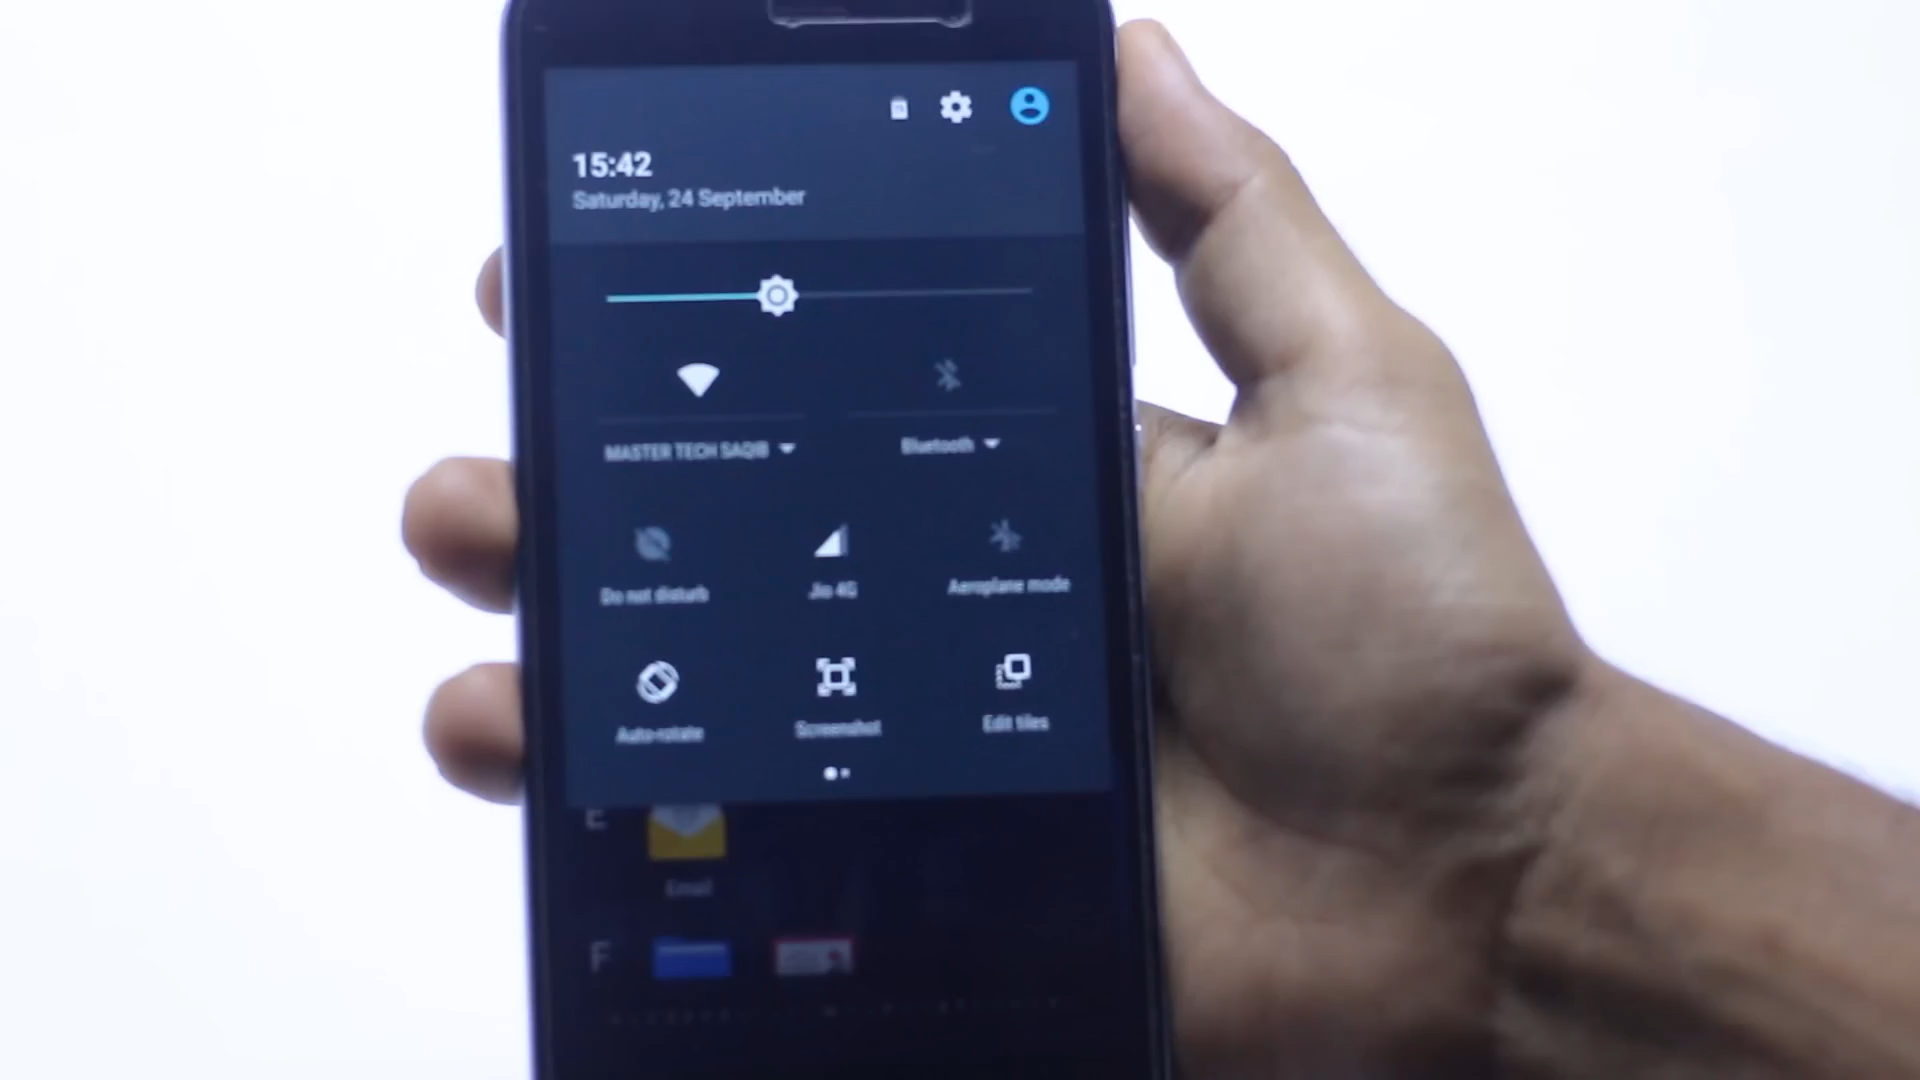 15:42
Saturday, 24 September
MASTER TECH SAQIB
Bluetooth
Do not disturb
Jio 4G
Aeroplane mode
Auto-rotate
Screenshot
Edit tiles
E
Email
F